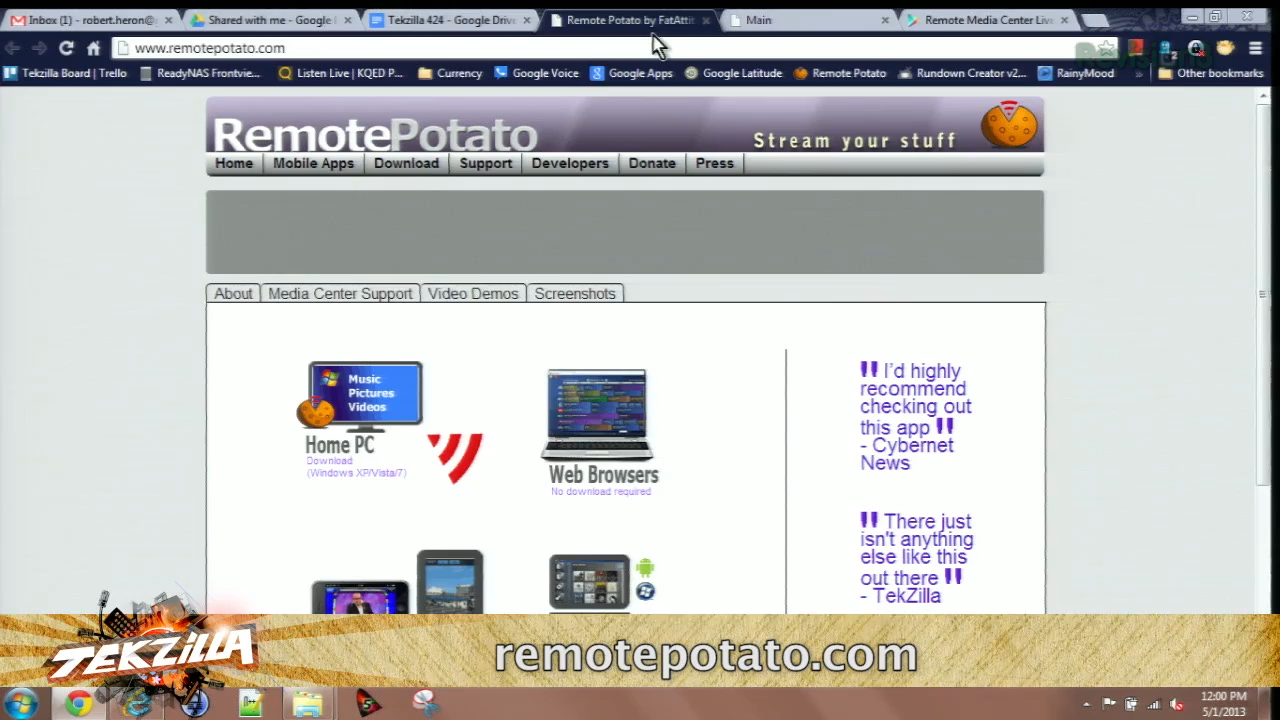 Inbox (1) - robert.heron@
Shared with me - Google
Tekzilla 424 - Google Drive
Remote Potato by FatAttit
Main
Remote Media Center Live
www.remotepotato.com
Revision3
Tekzilla Board | Trello
ReadyNAS Frontvie...
Listen Live | KQED P...
Currency
Google Voice
Google Apps
Google Latitude
Remote Potato
Rundown Creator v2...
RainyMood
»
Other bookmarks
RemotePotato
Stream your stuff
Home
Mobile Apps
Download
Support
Developers
Donate
Press
About
Media Center Support
Video Demos
Screenshots
Music
Pictures
Videos
Home PC
Download
(Windows XP/Vista/7)
Web Browsers
No download required
" I'd highly
recommend
checking out
this app "
- Cybernet
News
" There just
isn't anything
else like this
out there "
- TekZilla
TEKZILLA
remotepotato.com
12:00 PM
5/1/2013